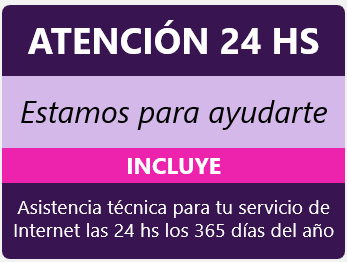 ATENCIÓN 24 HS
Estamos para ayudarte
INCLUYE
Asistencia técnica para tu servicio de
Internet las 24 hs los 365 días del año